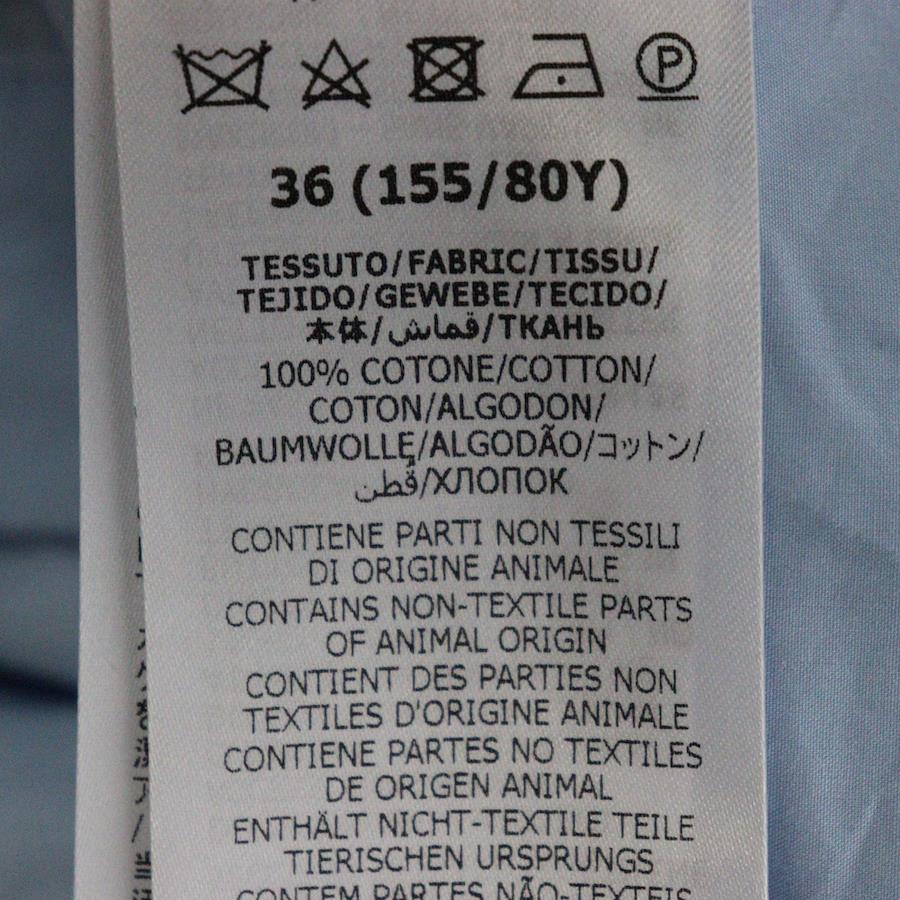 P
36 (155/80Y)
TESSUTO/FABRIC/TISSU/
TEJIDO/GEWEBE/TECIDO/
本体/قماش/ТКАНЬ
100% COTONE/COTTON/
COTON/ALGODON/
BAUMWOLLE/ALGODÃO/コットン/
قُطن/ХЛОПОК
CONTIENE PARTI NON TESSILI
DI ORIGINE ANIMALE
CONTAINS NON-TEXTILE PARTS
OF ANIMAL ORIGIN
CONTIENT DES PARTIES NON
TEXTILES D'ORIGINE ANIMALE
CONTIENE PARTES NO TEXTILES
DE ORIGEN ANIMAL
ENTHÄLT NICHT-TEXTILE TEILE
TIERISCHEN URSPRUNGS
CONTEM PARTES NÃO-TEXTEIS